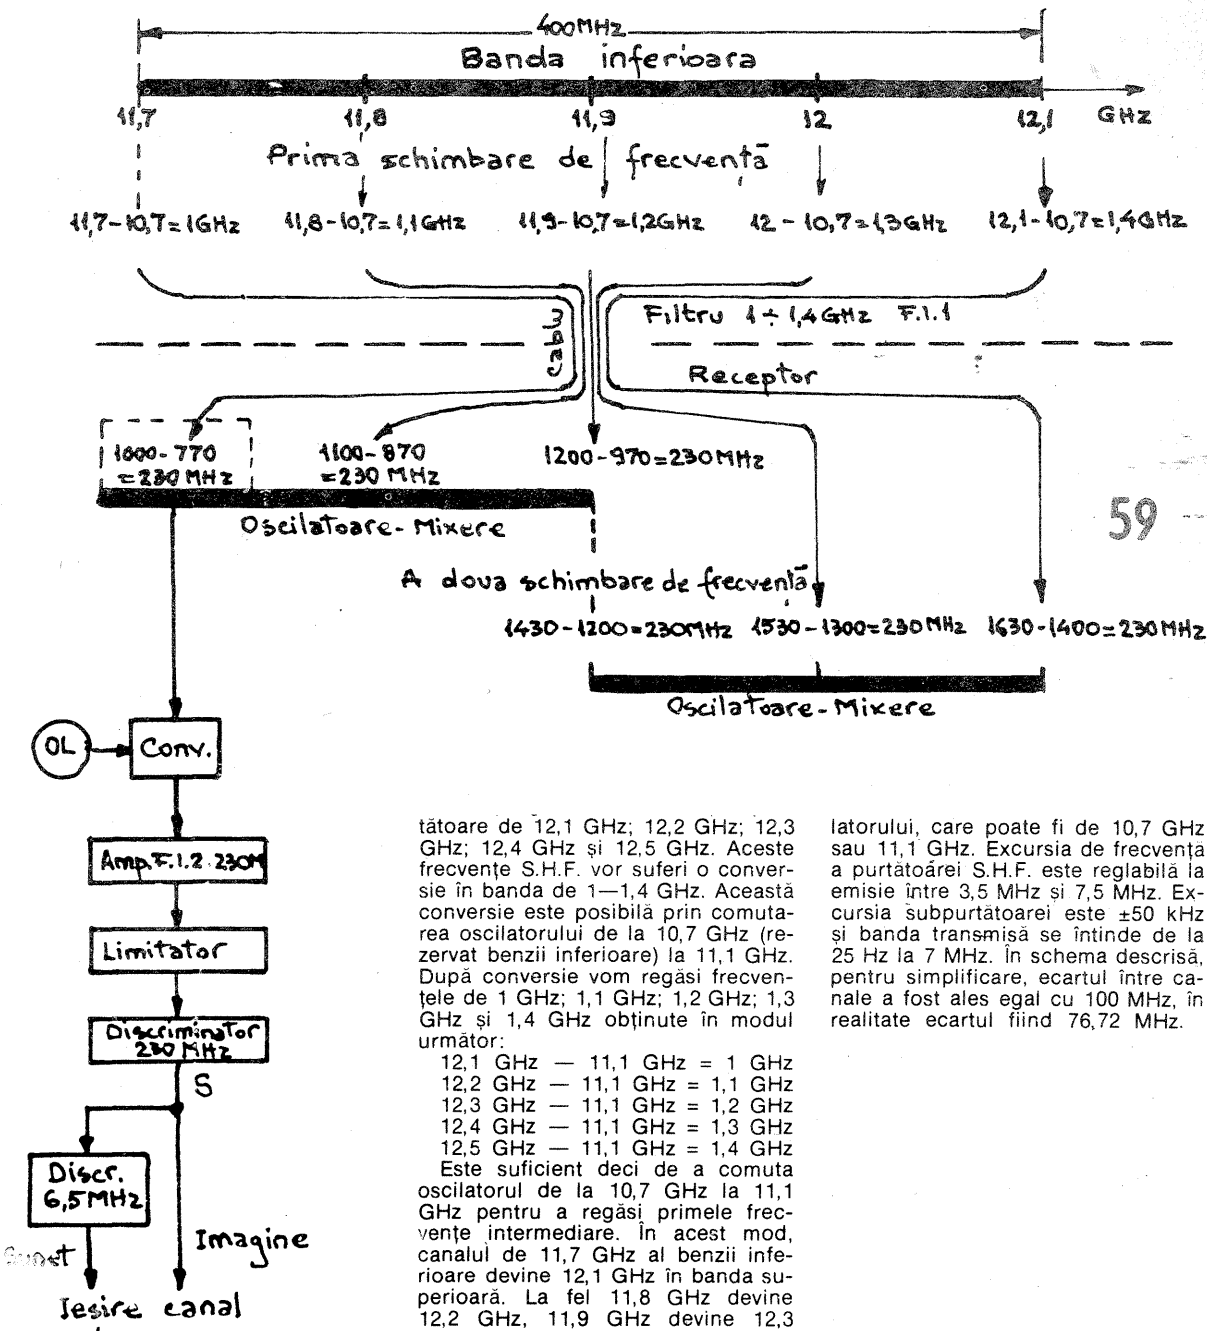 400MHz
Banda inferioara
11,7 11,8 11,9 12 12,1 GHz
Prima schimbare de frecvență
11,7-10,7=1GHz 11,8-10,7=1,1GHz 11,9-10,7=1,2GHz 12-10,7=1,3GHz 12,1-10,7=1,4GHz
Filtru 1÷1,4GHz F.I.1
Cablu
Receptor
1000-770
=230MHz
1100-870
=230MHz
1200-970=230MHz
Oscilatoare-Mixere
59
A doua schimbare de frecvență
1430-1200=230MHz 1530-1300=230MHz 1630-1400=230MHz
Oscilatoare-Mixere
OL
Conv.
Amp.F.I.2 230M
Limitator
Discriminator
230MHz
S
Discr.
6,5MHz
Sunet
Imagine
Iesire canal
tătoare de 12,1 GHz; 12,2 GHz; 12,3
GHz; 12,4 GHz și 12,5 GHz. Aceste
frecvențe S.H.F. vor suferi o conver-
sie în banda de 1—1,4 GHz. Această
conversie este posibilă prin comuta-
rea oscilatorului de la 10,7 GHz (re-
zervat benzii inferioare) la 11,1 GHz.
După conversie vom regăsi frecven-
țele de 1 GHz; 1,1 GHz; 1,2 GHz; 1,3
GHz și 1,4 GHz obținute în modul
următor:
12,1 GHz — 11,1 GHz = 1 GHz
12,2 GHz — 11,1 GHz = 1,1 GHz
12,3 GHz — 11,1 GHz = 1,2 GHz
12,4 GHz — 11,1 GHz = 1,3 GHz
12,5 GHz — 11,1 GHz = 1,4 GHz
Este suficient deci de a comuta
oscilatorul de la 10,7 GHz la 11,1
GHz pentru a regăsi primele frec-
vențe intermediare. În acest mod,
canalul de 11,7 GHz al benzii infe-
rioare devine 12,1 GHz în banda su-
perioară. La fel 11,8 GHz devine
12,2 GHz, 11,9 GHz devine 12,3
latorului, care poate fi de 10,7 GHz
sau 11,1 GHz. Excursia de frecvență
a purtătoarei S.H.F. este reglabilă la
emisie între 3,5 MHz și 7,5 MHz. Ex-
cursia subpurtătoarei este ±50 kHz
și banda transmisă se întinde de la
25 Hz la 7 MHz. În schema descrisă,
pentru simplificare, ecartul între ca-
nale a fost ales egal cu 100 MHz, în
realitate ecartul fiind 76,72 MHz.